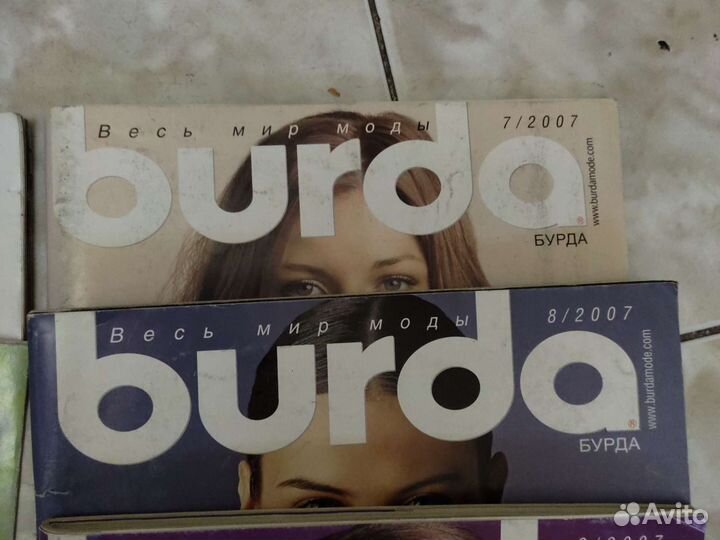 Весь мир моды 7/2007
burda
www.burdamode.com
БУРДА
Весь мир моды 8/2007
burda
www.burdamode.com
БУРДА
Avito